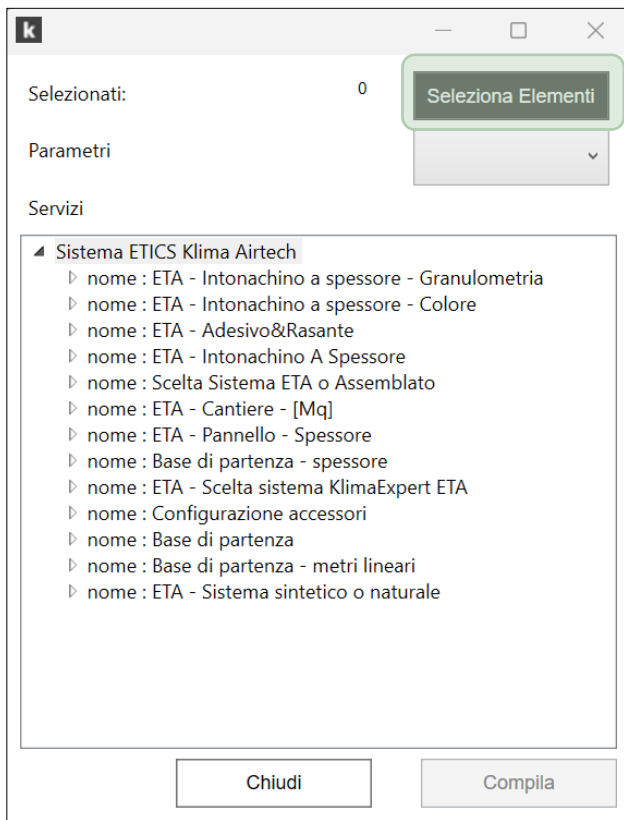 k
Selezionati:
0
Seleziona Elementi
Parametri
Servizi
Sistema ETICS Klima Airtech
nome : ETA - Intonachino a spessore - Granulometria
nome : ETA - Intonachino a spessore - Colore
nome : ETA - Adesivo&Rasante
nome : ETA - Intonachino A Spessore
nome : Scelta Sistema ETA o Assemblato
nome : ETA - Cantiere - [Mq]
nome : ETA - Pannello - Spessore
nome : Base di partenza - spessore
nome : ETA - Scelta sistema KlimaExpert ETA
nome : Configurazione accessori
nome : Base di partenza
nome : Base di partenza - metri lineari
nome : ETA - Sistema sintetico o naturale
Chiudi
Compila